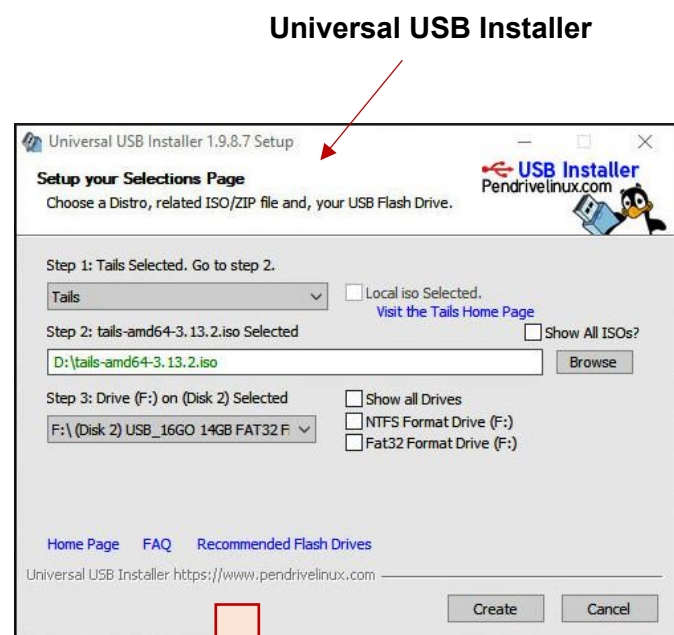 Universal USB Installer
Universal USB Installer 1.9.8.7 Setup
Setup your Selections Page
Choose a Distro, related ISO/ZIP file and, your USB Flash Drive.
USB Installer
Pendrivelinux.com
Step 1: Tails Selected. Go to step 2.
Tails
Local iso Selected.
Visit the Tails Home Page
Step 2: tails-amd64-3.13.2.iso Selected
Show All ISOs?
D:\tails-amd64-3.13.2.iso
Browse
Step 3: Drive (F:) on (Disk 2) Selected
Show all Drives
F:\ (Disk 2) USB_16GO 14GB FAT32
NTFS Format Drive (F:)
Fat32 Format Drive (F:)
Home Page FAQ Recommended Flash Drives
Universal USB Installer https://www.pendrivelinux.com
Create Cancel